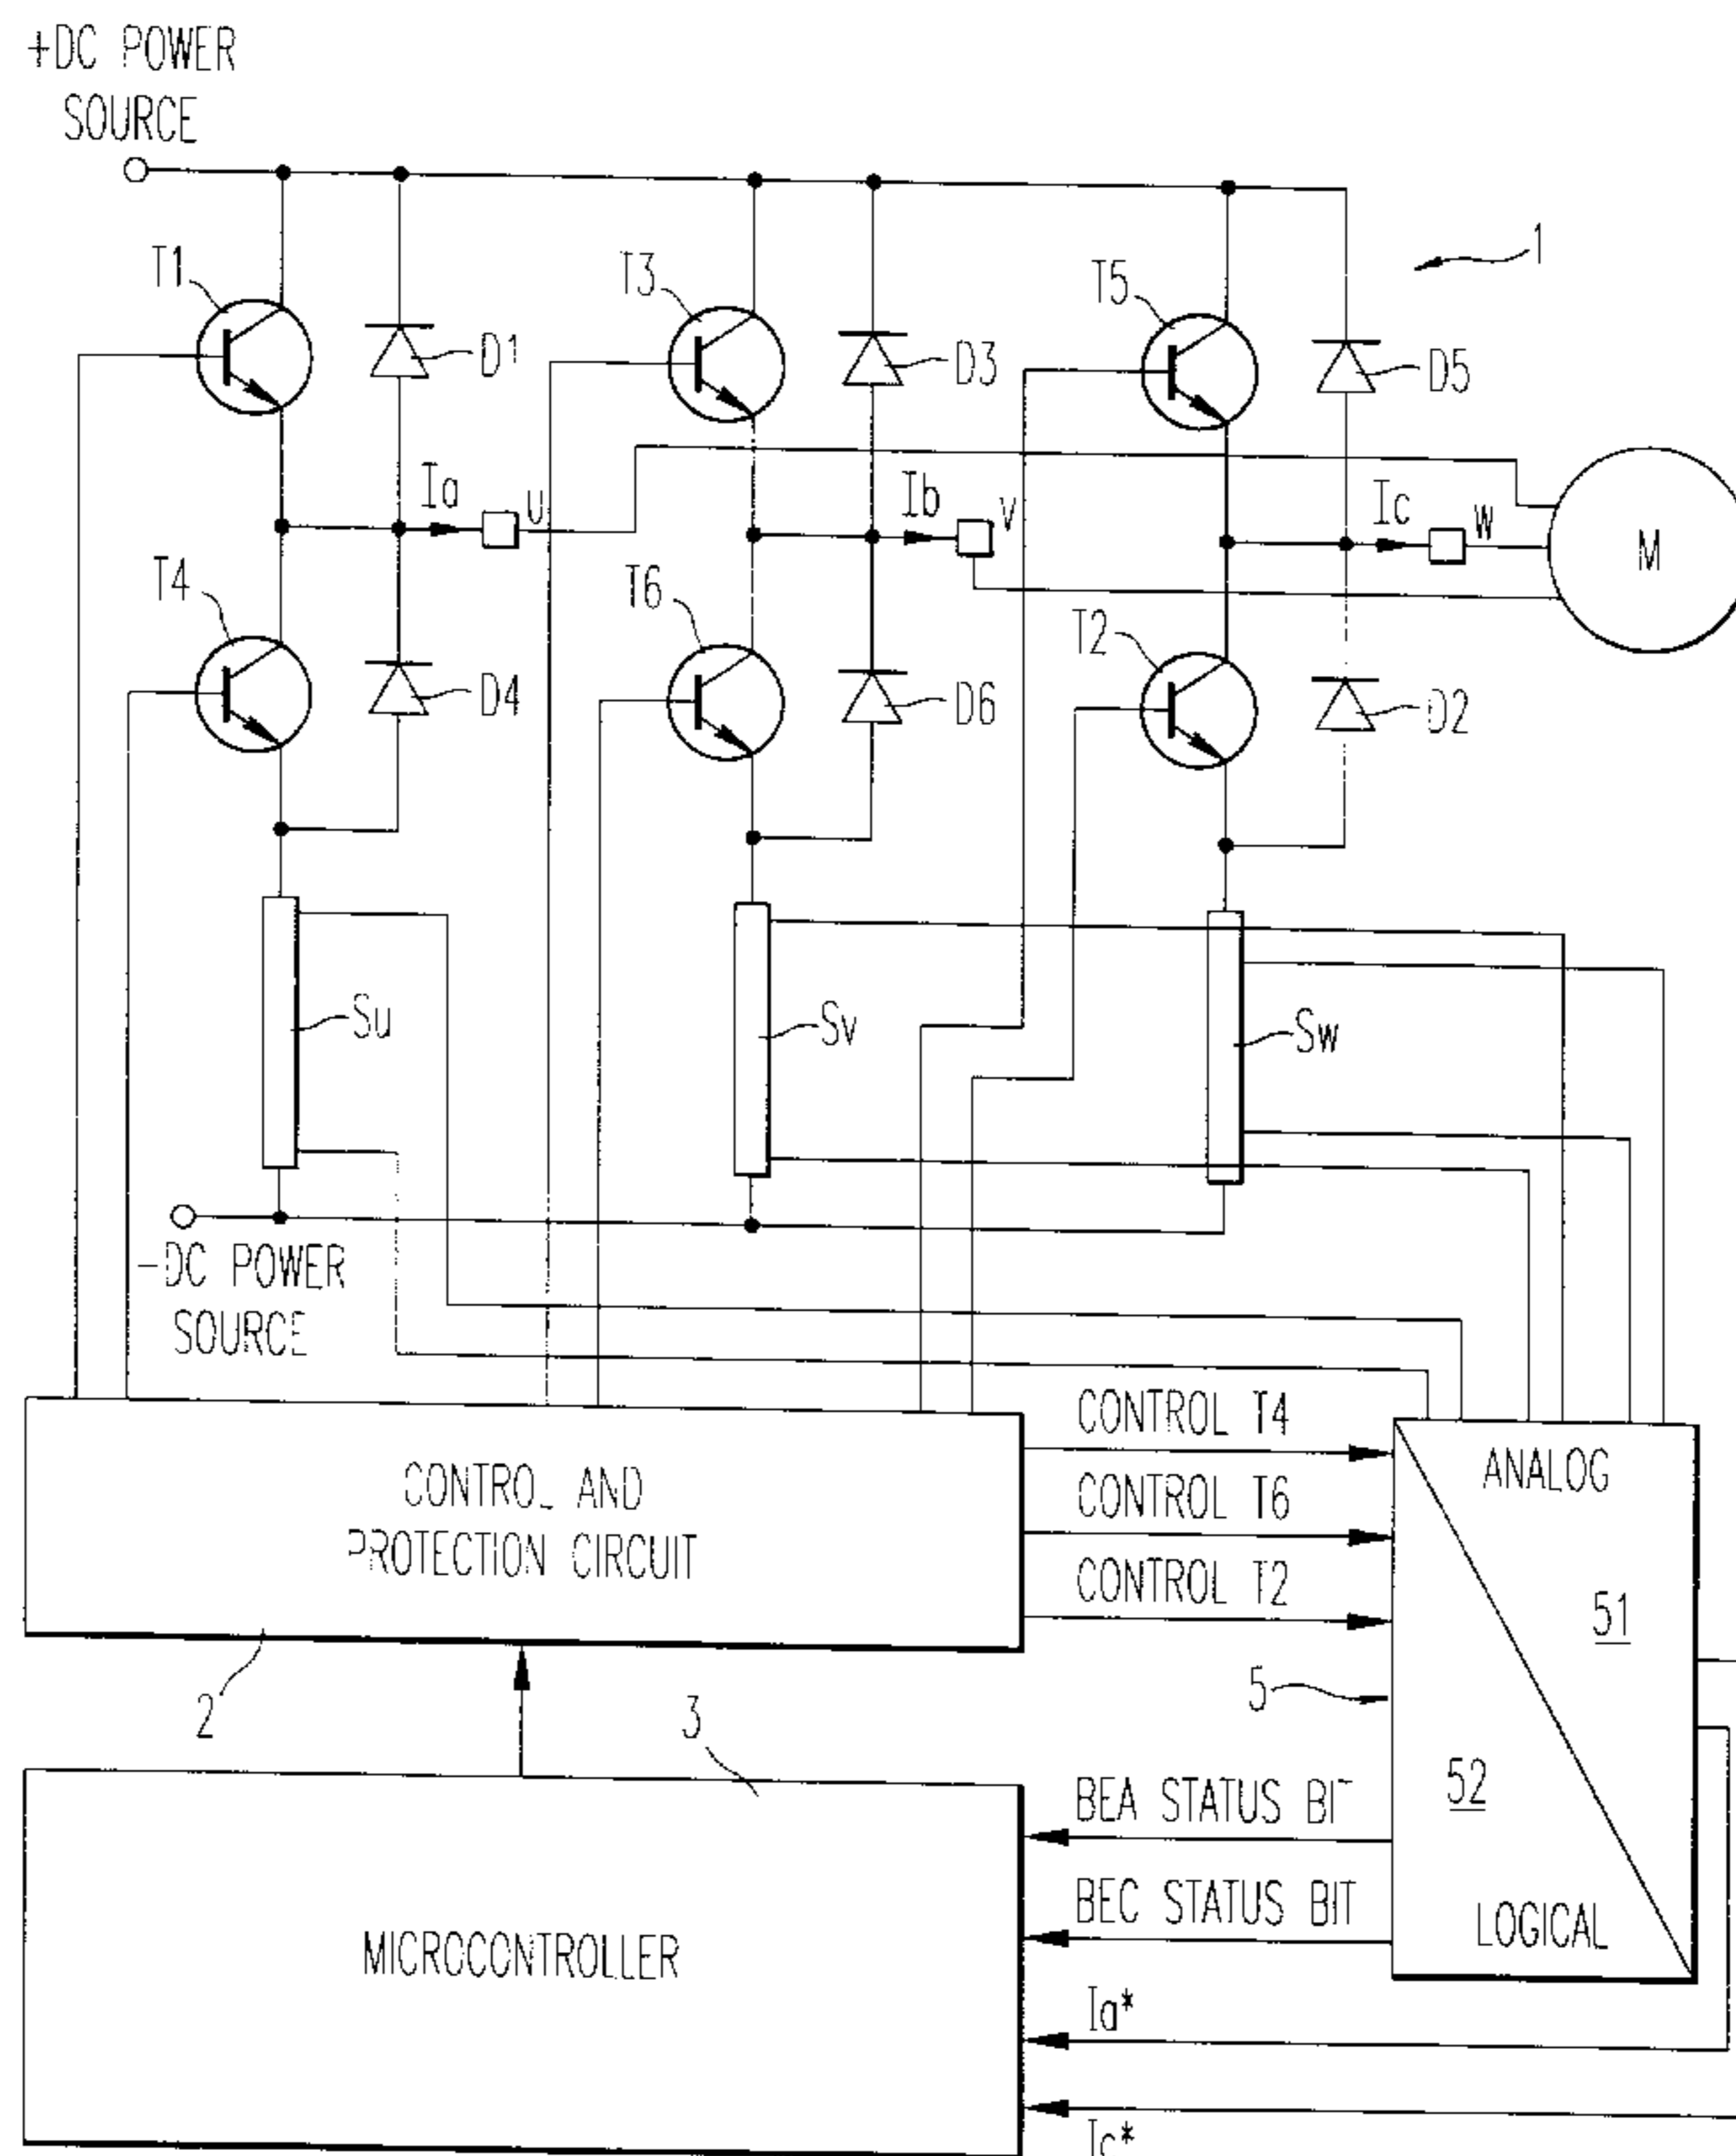 +DC POWER
SOURCE
T1
D1
T3
D3
T5
D5
1
Ia
U
Ib
V
Ic
W
M
T4
D4
T6
D6
T2
D2
Su
Sv
Sw
-DC POWER
SOURCE
CONTROL AND
PROTECTION CIRCUIT
CONTROL T4
CONTROL T6
CONTROL T2
ANALOG
51
2
3
5
52
LOGICAL
BEA STATUS BIT
BEC STATUS BIT
MICROCONTROLLER
Ia*
Ic*